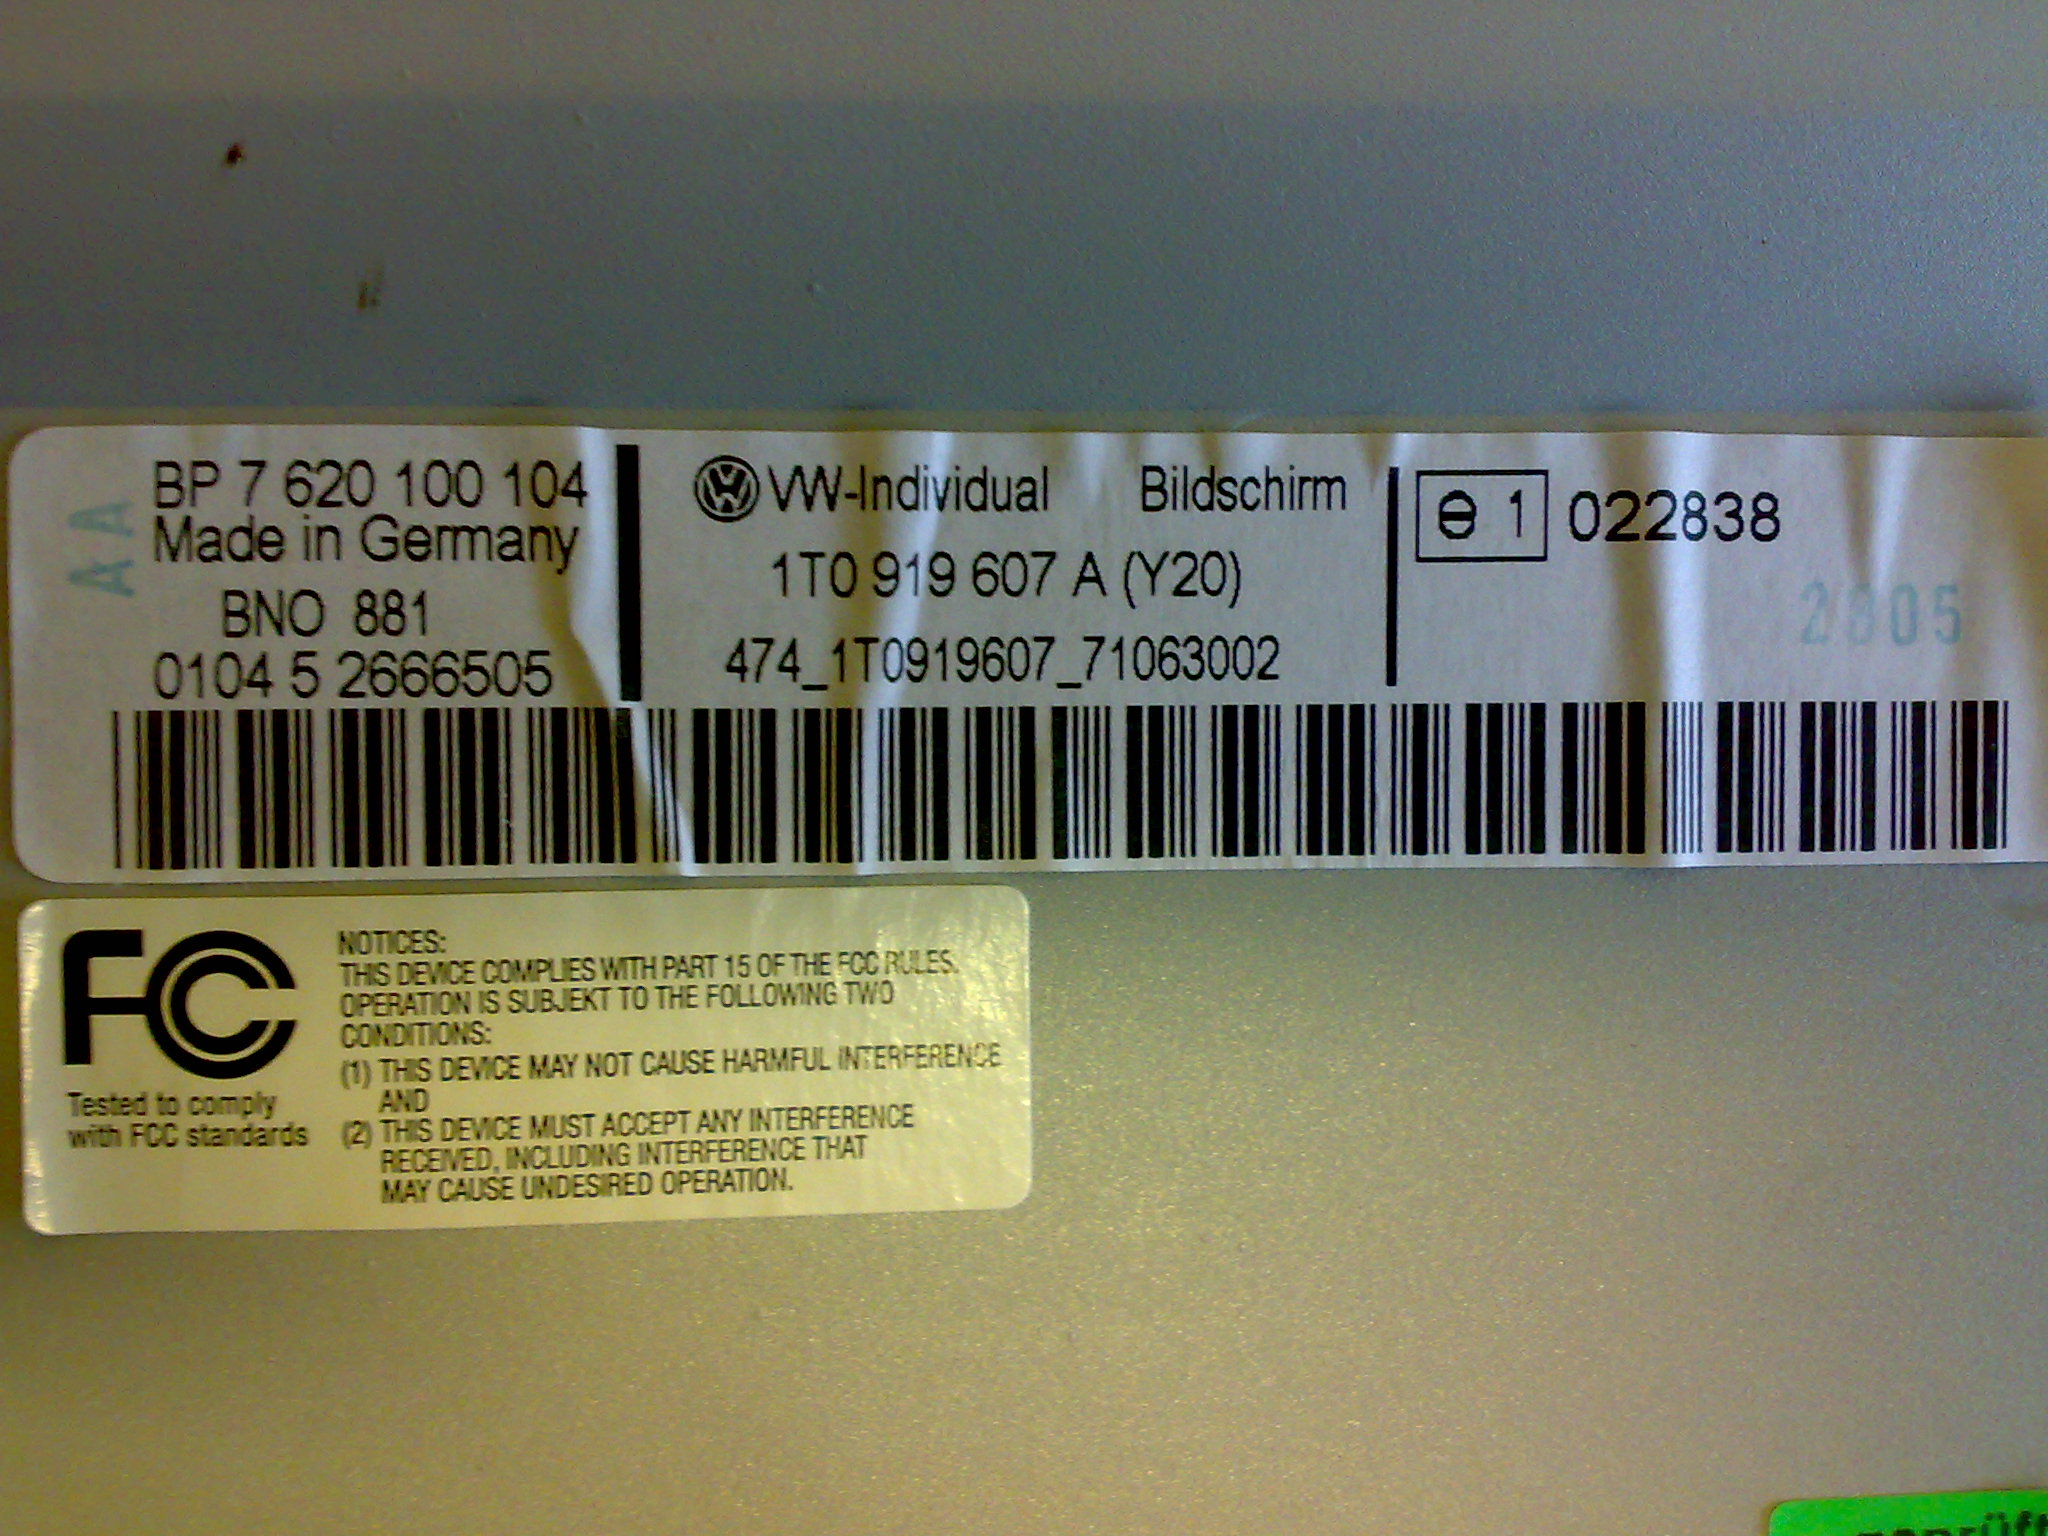 AA
BP 7 620 100 104
Made in Germany
BNO 881
0104 5 2666505
VW-Individual Bildschirm
1T0 919 607 A (Y20)
474_1T0919607_71063002
e 1 022838
2805
FC
Tested to comply
with FCC standards
NOTICES:
THIS DEVICE COMPLIES WITH PART 15 OF THE FCC RULES.
OPERATION IS SUBJEKT TO THE FOLLOWING TWO
CONDITIONS:
(1) THIS DEVICE MAY NOT CAUSE HARMFUL INTERFERENCE
AND
(2) THIS DEVICE MUST ACCEPT ANY INTERFERENCE
RECEIVED, INCLUDING INTERFERENCE THAT
MAY CAUSE UNDESIRED OPERATION.